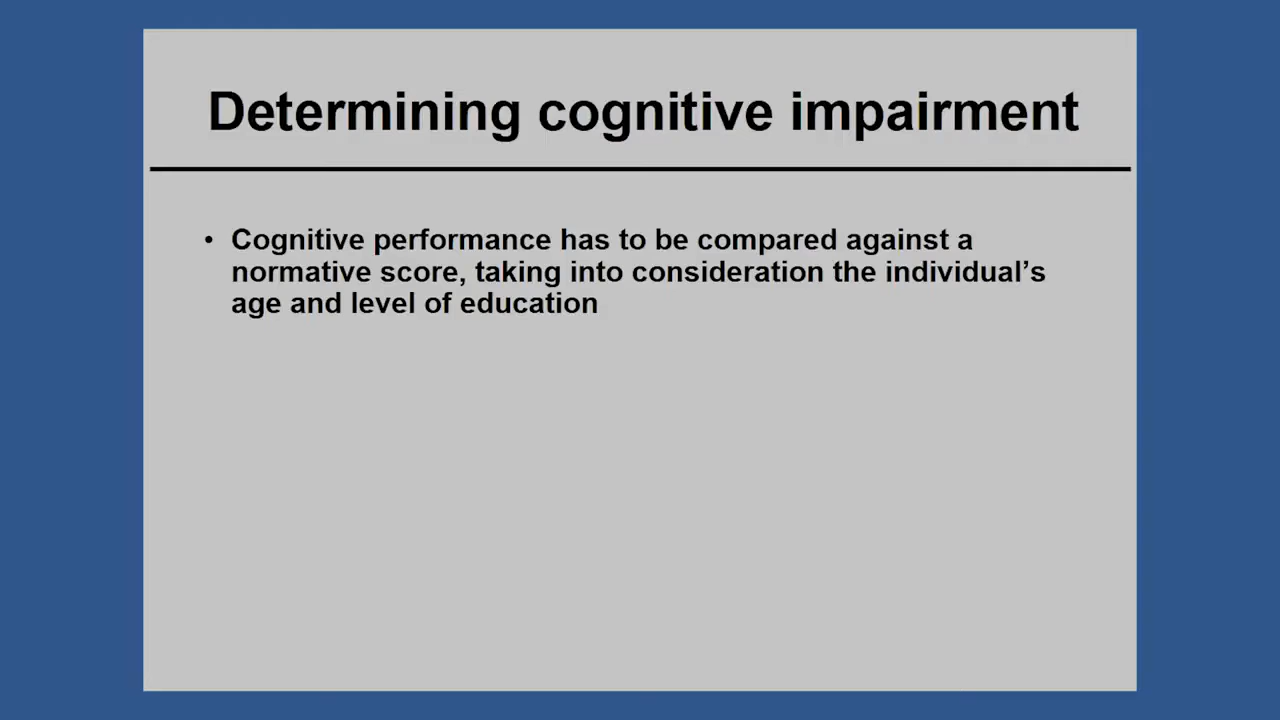 Determining cognitive impairment
• Cognitive performance has to be compared against a
normative score, taking into consideration the individual’s
age and level of education